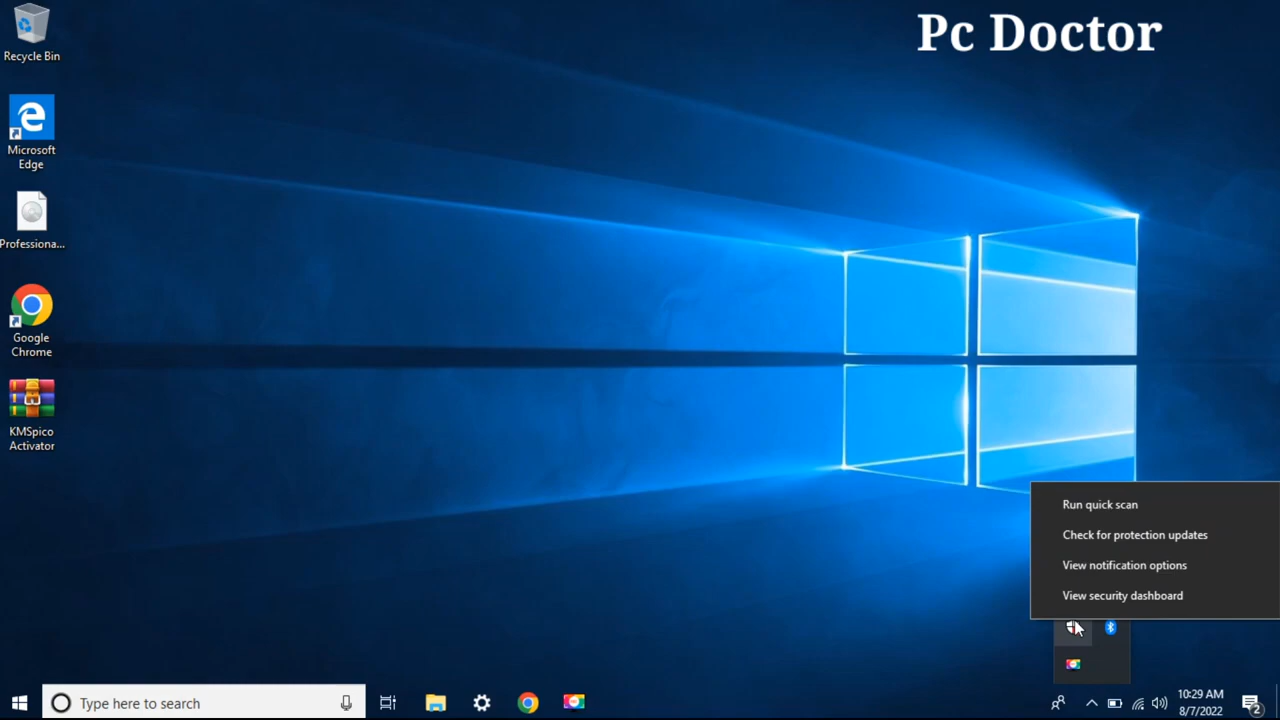 Pc Doctor
Recycle Bin
Microsoft
Edge
Professiona...
Google
Chrome
KMSpico
Activator
Run quick scan
Check for protection updates
View notification options
View security dashboard
Type here to search
10:29 AM
8/7/2022
2